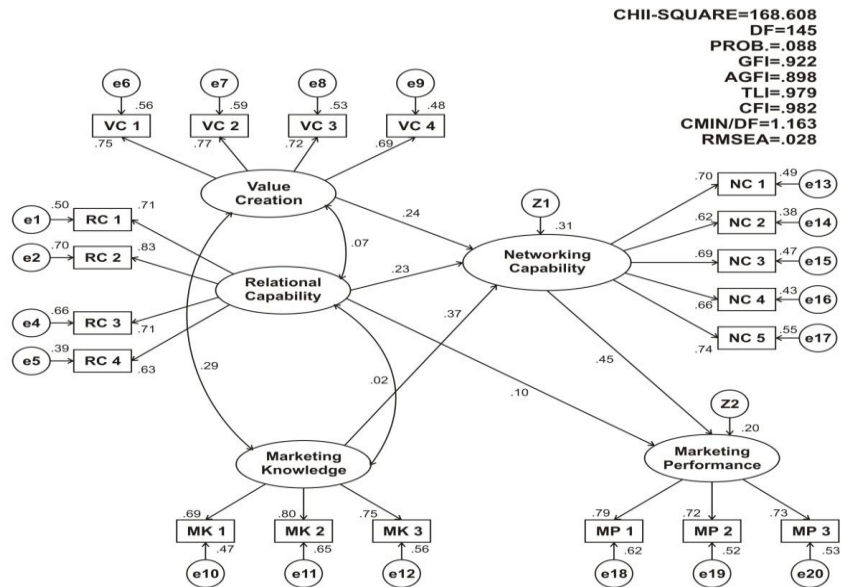 CHII-SQUARE=168.608
DF=145
PROB.=.088
GFI=.922
AGFI=.898
TLI=.979
CFI=.982
CMIN/DF=1.163
RMSEA=.028
e6 e7 e8 e9
.56 .59 .53 .48
VC 1 VC 2 VC 3 VC 4
.75 .77 .72 .69
Value
Creation
e1 .50 RC 1 .71
e2 .70 RC 2 .83
e4 .66 RC 3 .71
e5 .39 RC 4 .63
Relational
Capability
.07
.24
.23
.37
.29
.02
.10
.45
Z1
.31
Networking
Capability
.70 NC 1 .49 e13
.62 NC 2 .38 e14
.69 NC 3 .47 e15
.66 NC 4 .43 e16
.74 NC 5 .55 e17
Marketing
Knowledge
.69 .80 .75
MK 1 MK 2 MK 3
.47 .65 .56
e10 e11 e12
Z2
.20
Marketing
Performance
.79 .72 .73
MP 1 MP 2 MP 3
.62 .52 .53
e18 e19 e20